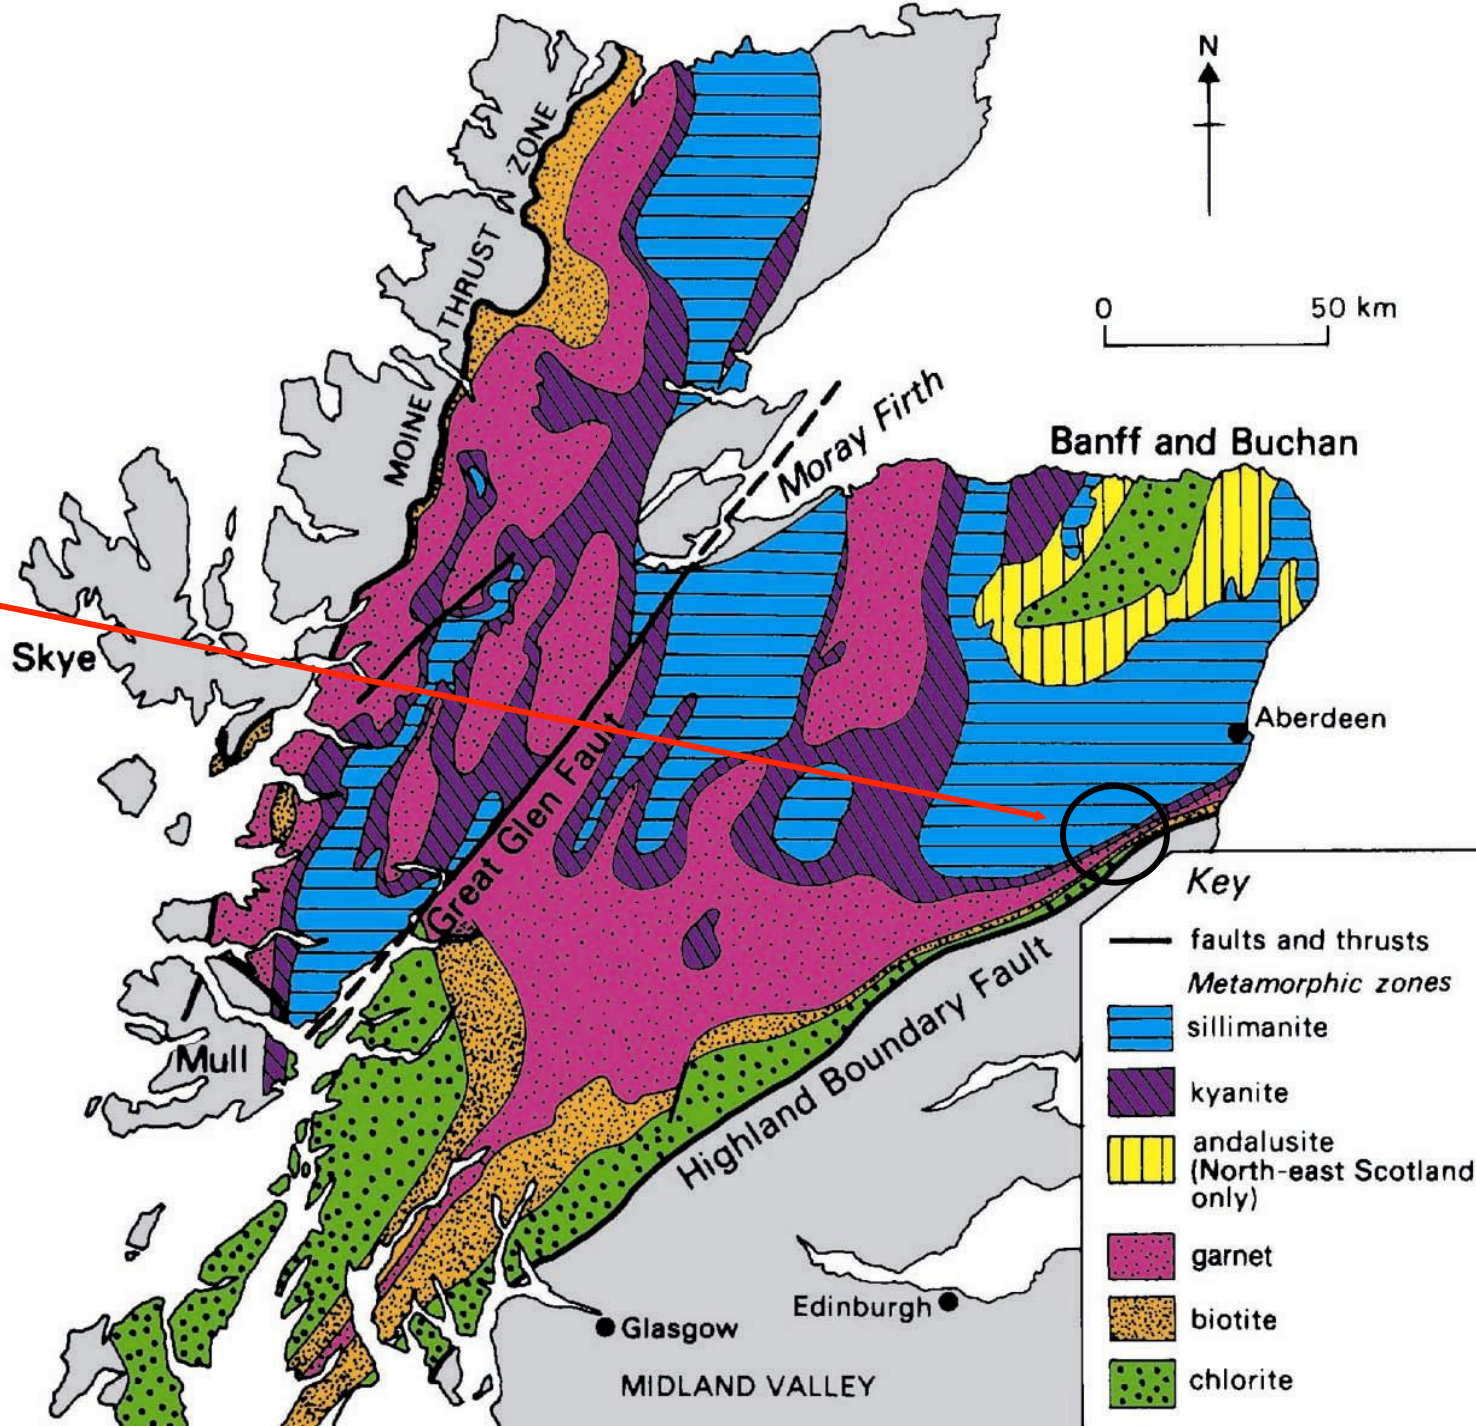 N
0 50 km
MOINE
THRUST
ZONE
Moray Firth
Banff and Buchan
Skye
Aberdeen
Great Glen Fault
Highland Boundary Fault
Mull
Edinburgh
Glasgow
MIDLAND VALLEY
Key
faults and thrusts
Metamorphic zones
sillimanite
kyanite
andalusite
(North-east Scotland
only)
garnet
biotite
chlorite